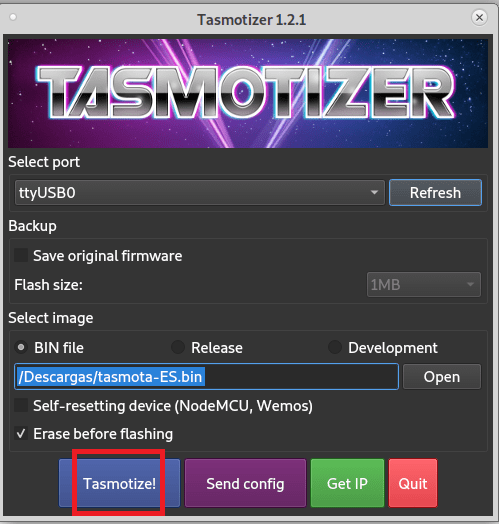 Tasmotizer 1.2.1
TASMOTIZER
Select port
ttyUSB0 Refresh
Backup
Save original firmware
Flash size: 1MB
Select image
BIN file Release Development
/Descargas/tasmota-ES.bin Open
Self-resetting device (NodeMCU, Wemos)
Erase before flashing
Tasmotize! Send config Get IP Quit